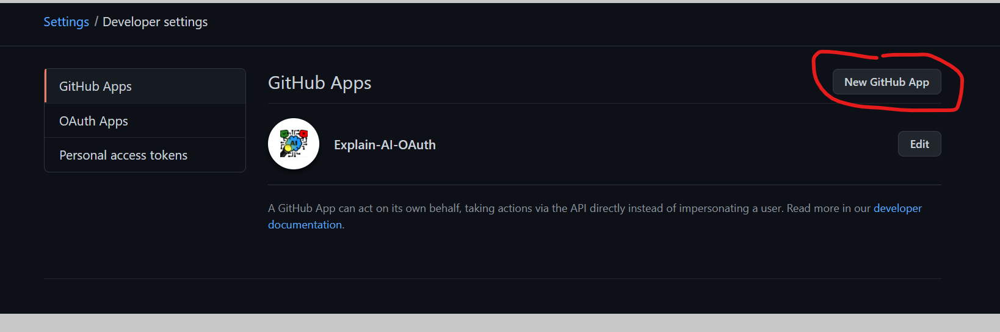 Settings / Developer settings
GitHub Apps
OAuth Apps
Personal access tokens
GitHub Apps
New GitHub App
AI
Explain-AI-OAuth
Edit
A GitHub App can act on its own behalf, taking actions via the API directly instead of impersonating a user. Read more in our developer
documentation.